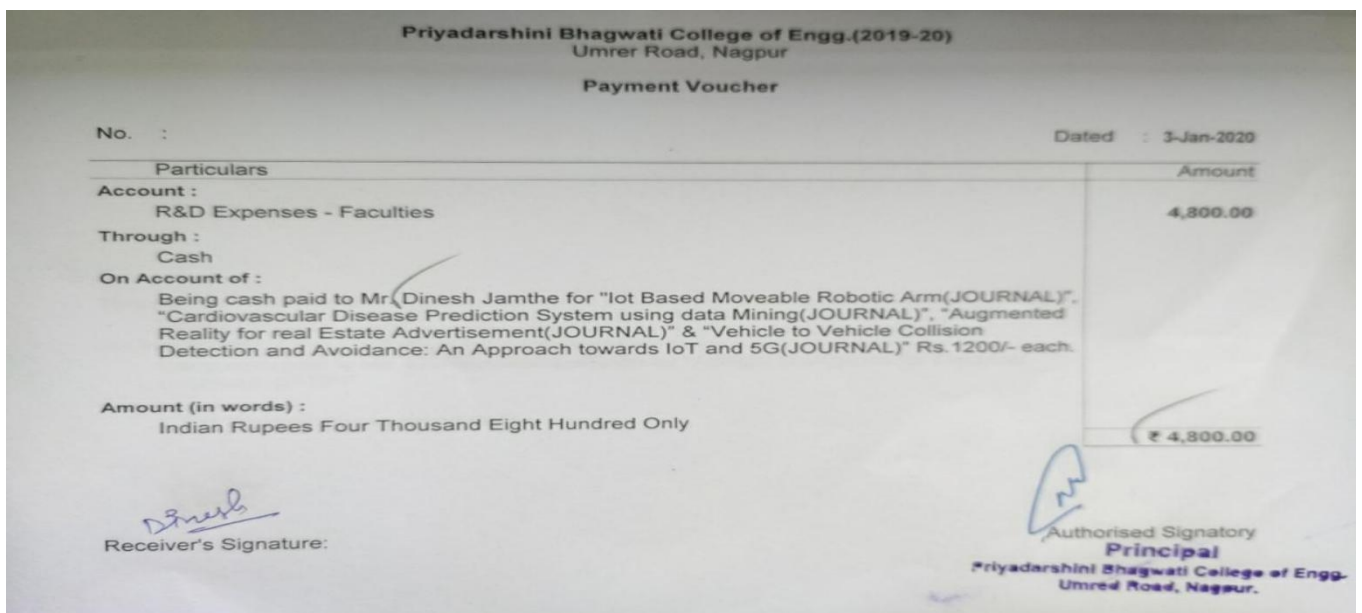 Priyadarshini Bhagwati College of Engg.(2019-20)
Umrer Road, Nagpur
Payment Voucher
No. :
Dated : 3-Jan-2020
Particulars Amount
Account :
R&D Expenses - Faculties 4,800.00
Through :
Cash
On Account of :
Being cash paid to Mr. Dinesh Jamthe for "Iot Based Moveable Robotic Arm(JOURNAL)",
"Cardiovascular Disease Prediction System using data Mining(JOURNAL)", "Augmented
Reality for real Estate Advertisement(JOURNAL)" & "Vehicle to Vehicle Collision
Detection and Avoidance: An Approach towards IoT and 5G(JOURNAL)" Rs.1200/- each.
Amount (in words) :
Indian Rupees Four Thousand Eight Hundred Only
₹ 4,800.00
Dinesh
Receiver's Signature:
Authorised Signatory
Principal
Priyadarshini Bhagwati College of Engg.
Umred Road, Nagpur.